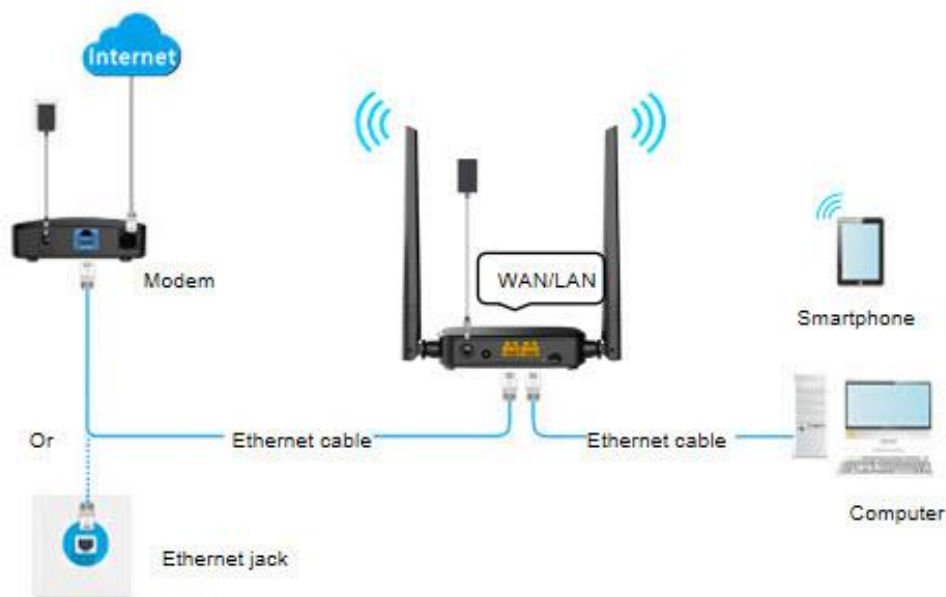 Internet
WAN/LAN
Modem
Smartphone
Or
Ethernet cable
Ethernet cable
Computer
Ethernet jack